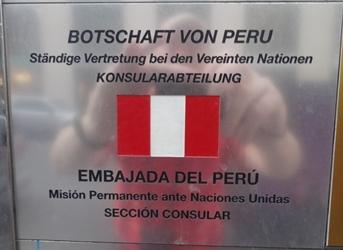 BOTSCHAFT VON PERU
Ständige Vertretung bei den Vereinten Nationen
KONSULARABTEILUNG
EMBAJADA DEL PERÚ
Misión Permanente ante Naciones Unidas
SECCIÓN CONSULAR